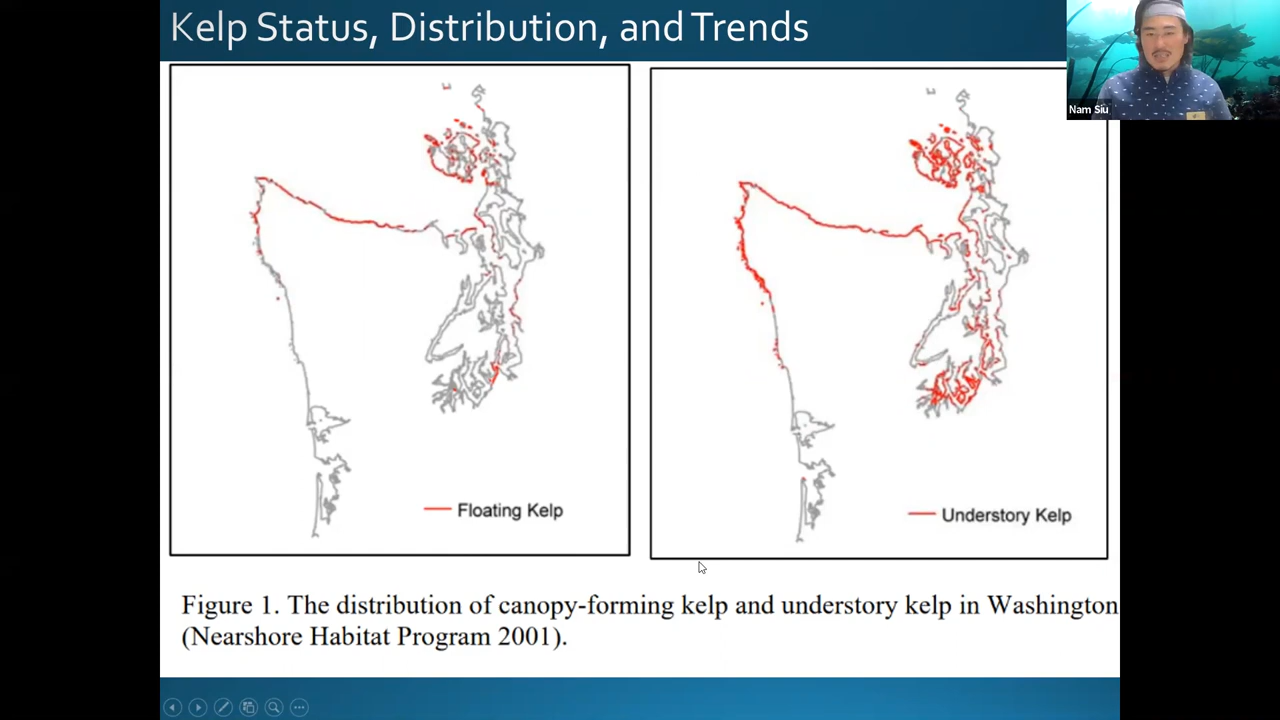 Kelp Status, Distribution, and Trends
Nam Siu
Floating Kelp
Understory Kelp
Figure 1. The distribution of canopy-forming kelp and understory kelp in Washington
(Nearshore Habitat Program 2001).